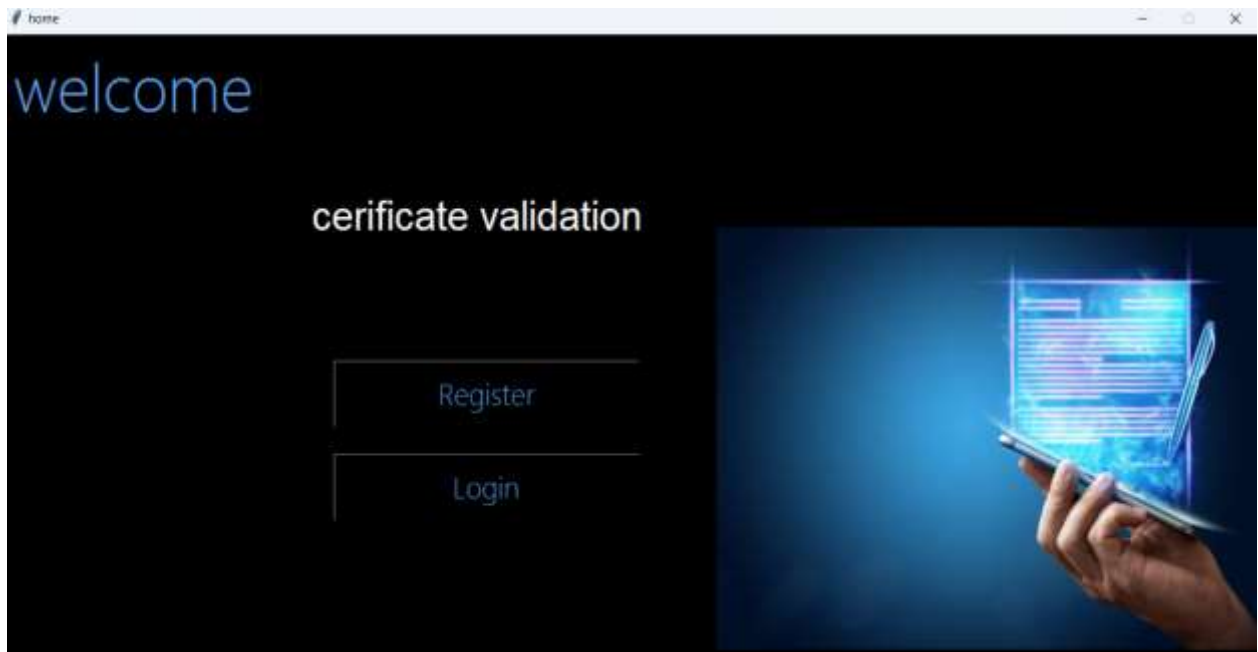 home
welcome
cerificate validation
Register
Login